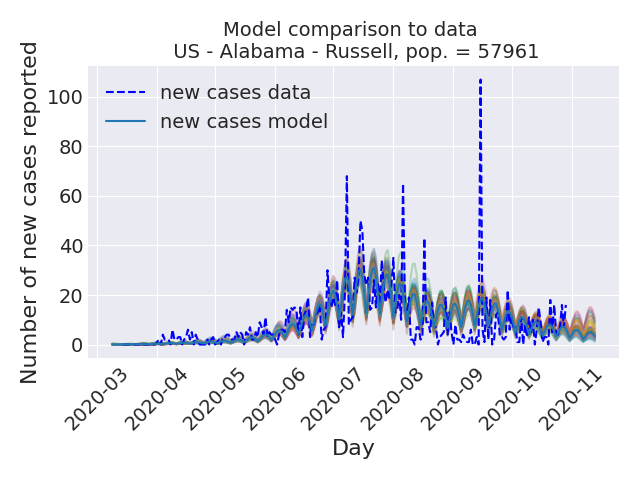 Model comparison to data
US - Alabama - Russell, pop. = 57961
Number of new cases reported
100
80
60
40
20
0
new cases data
new cases model
2020-03
2020-04
2020-05
2020-06
2020-07
2020-08
2020-09
2020-10
2020-11
Day